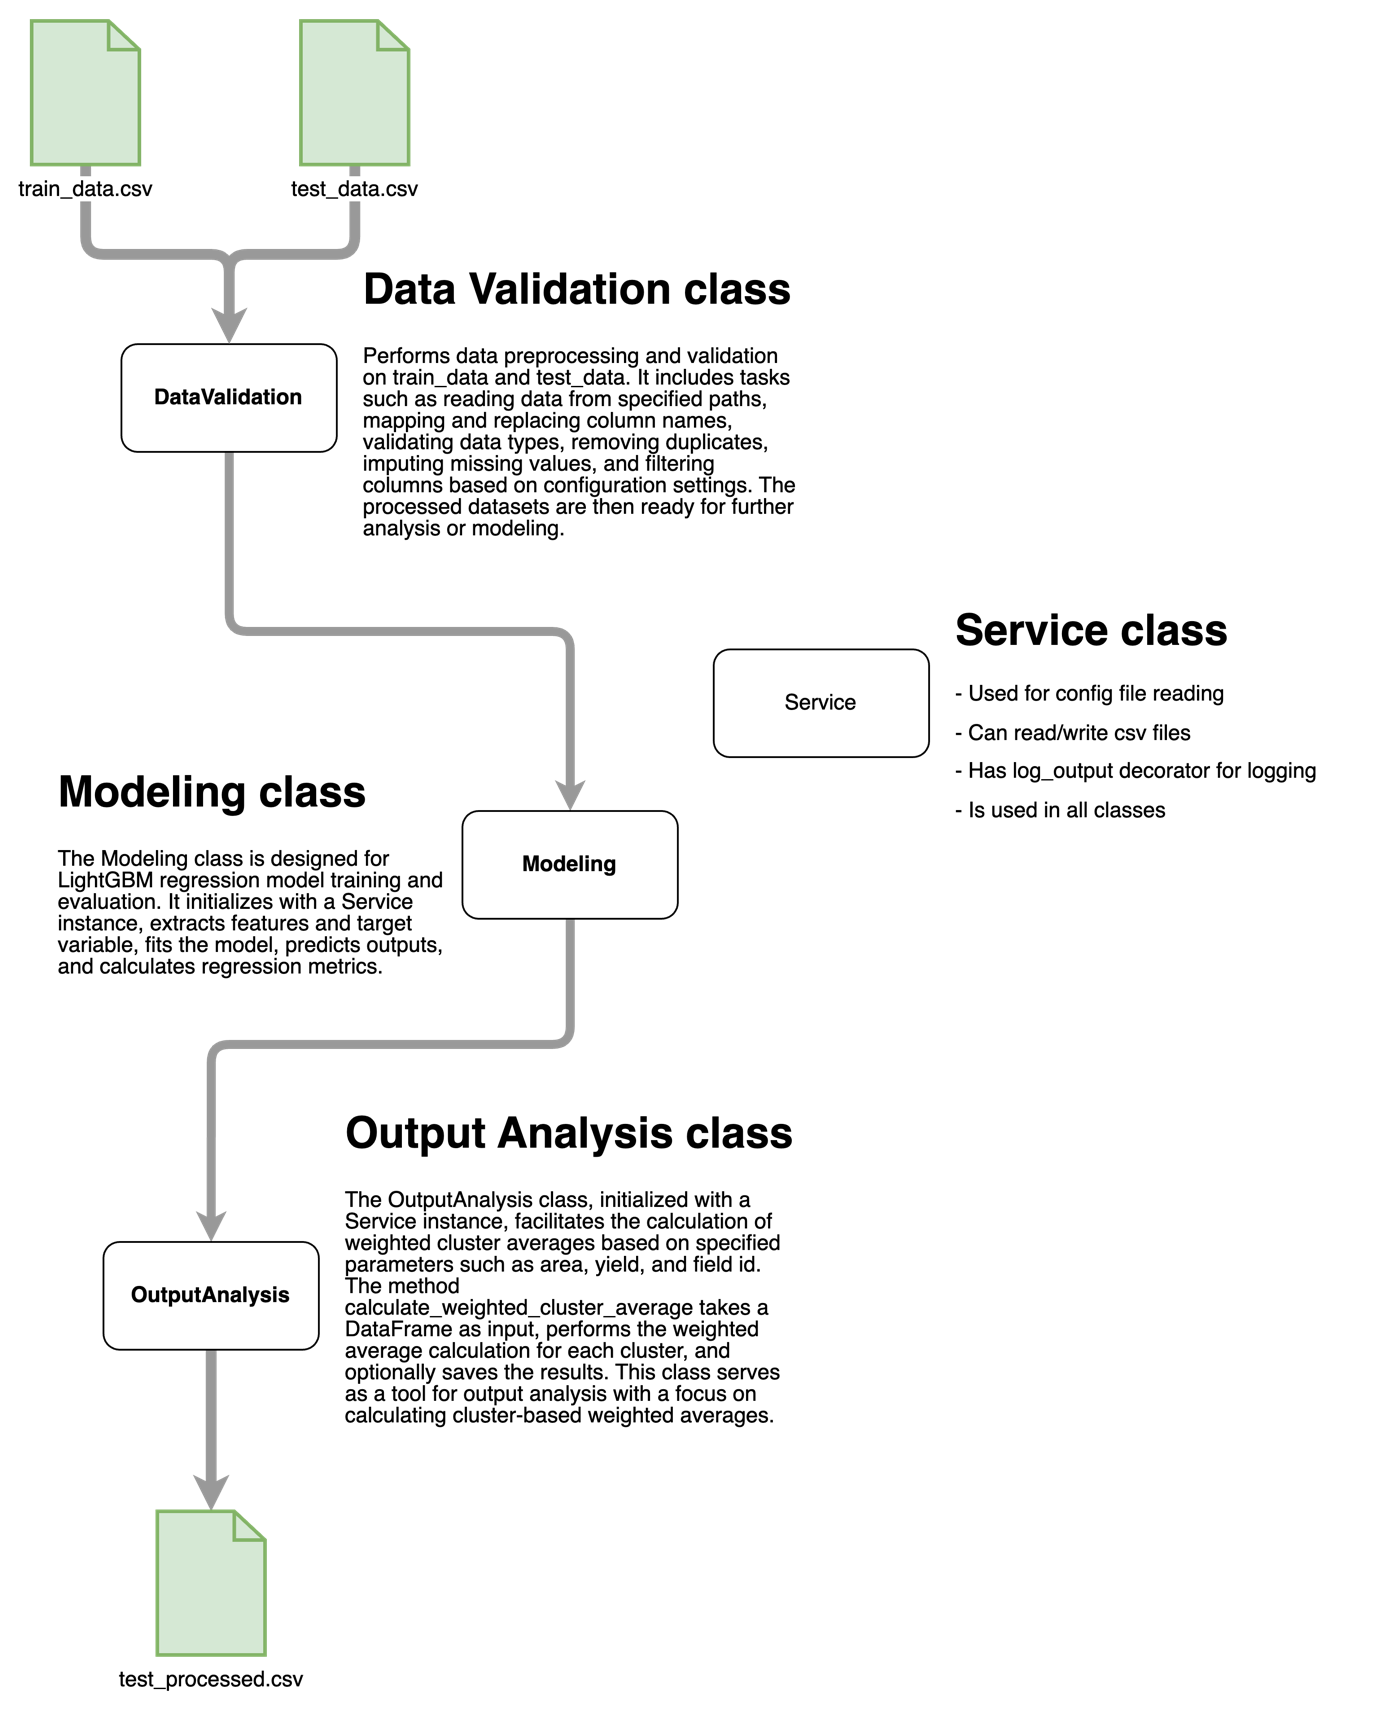 train_data.csv
test_data.csv
Data Validation class
Performs data preprocessing and validation
on train_data and test_data. It includes tasks
such as reading data from specified paths,
mapping and replacing column names,
validating data types, removing duplicates,
imputing missing values, and filtering
columns based on configuration settings. The
processed datasets are then ready for further
analysis or modeling.
DataValidation
Service class
- Used for config file reading
- Can read/write csv files
- Has log_output decorator for logging
- Is used in all classes
Service
Modeling class
The Modeling class is designed for
LightGBM regression model training and
evaluation. It initializes with a Service
instance, extracts features and target
variable, fits the model, predicts outputs,
and calculates regression metrics.
Modeling
Output Analysis class
The OutputAnalysis class, initialized with a
Service instance, facilitates the calculation of
weighted cluster averages based on specified
parameters such as area, yield, and field id.
The method
calculate_weighted_cluster_average takes a
DataFrame as input, performs the weighted
average calculation for each cluster, and
optionally saves the results. This class serves
as a tool for output analysis with a focus on
calculating cluster-based weighted averages.
OutputAnalysis
test_processed.csv